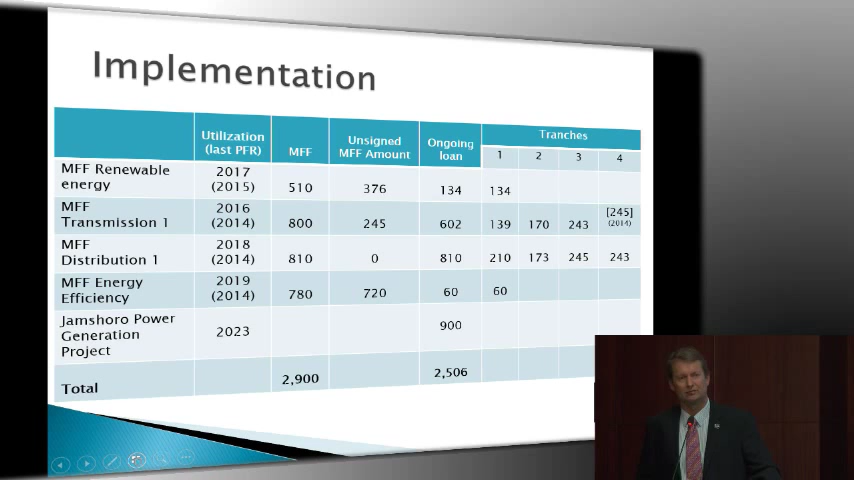 Implementation
Utilization (last PFR) MFF Unsigned MFF Amount Ongoing loan Tranches
1 2 3 4
MFF Renewable energy 2017 (2015) 510 376 134 134
MFF Transmission 1 2016 (2014) 800 245 602 139 170 243 [245] (2014)
MFF Distribution 1 2018 (2014) 810 0 810 210 173 245 243
MFF Energy Efficiency 2019 (2014) 780 720 60 60
Jamshoro Power Generation Project 2023 900
Total 2,900 2,506